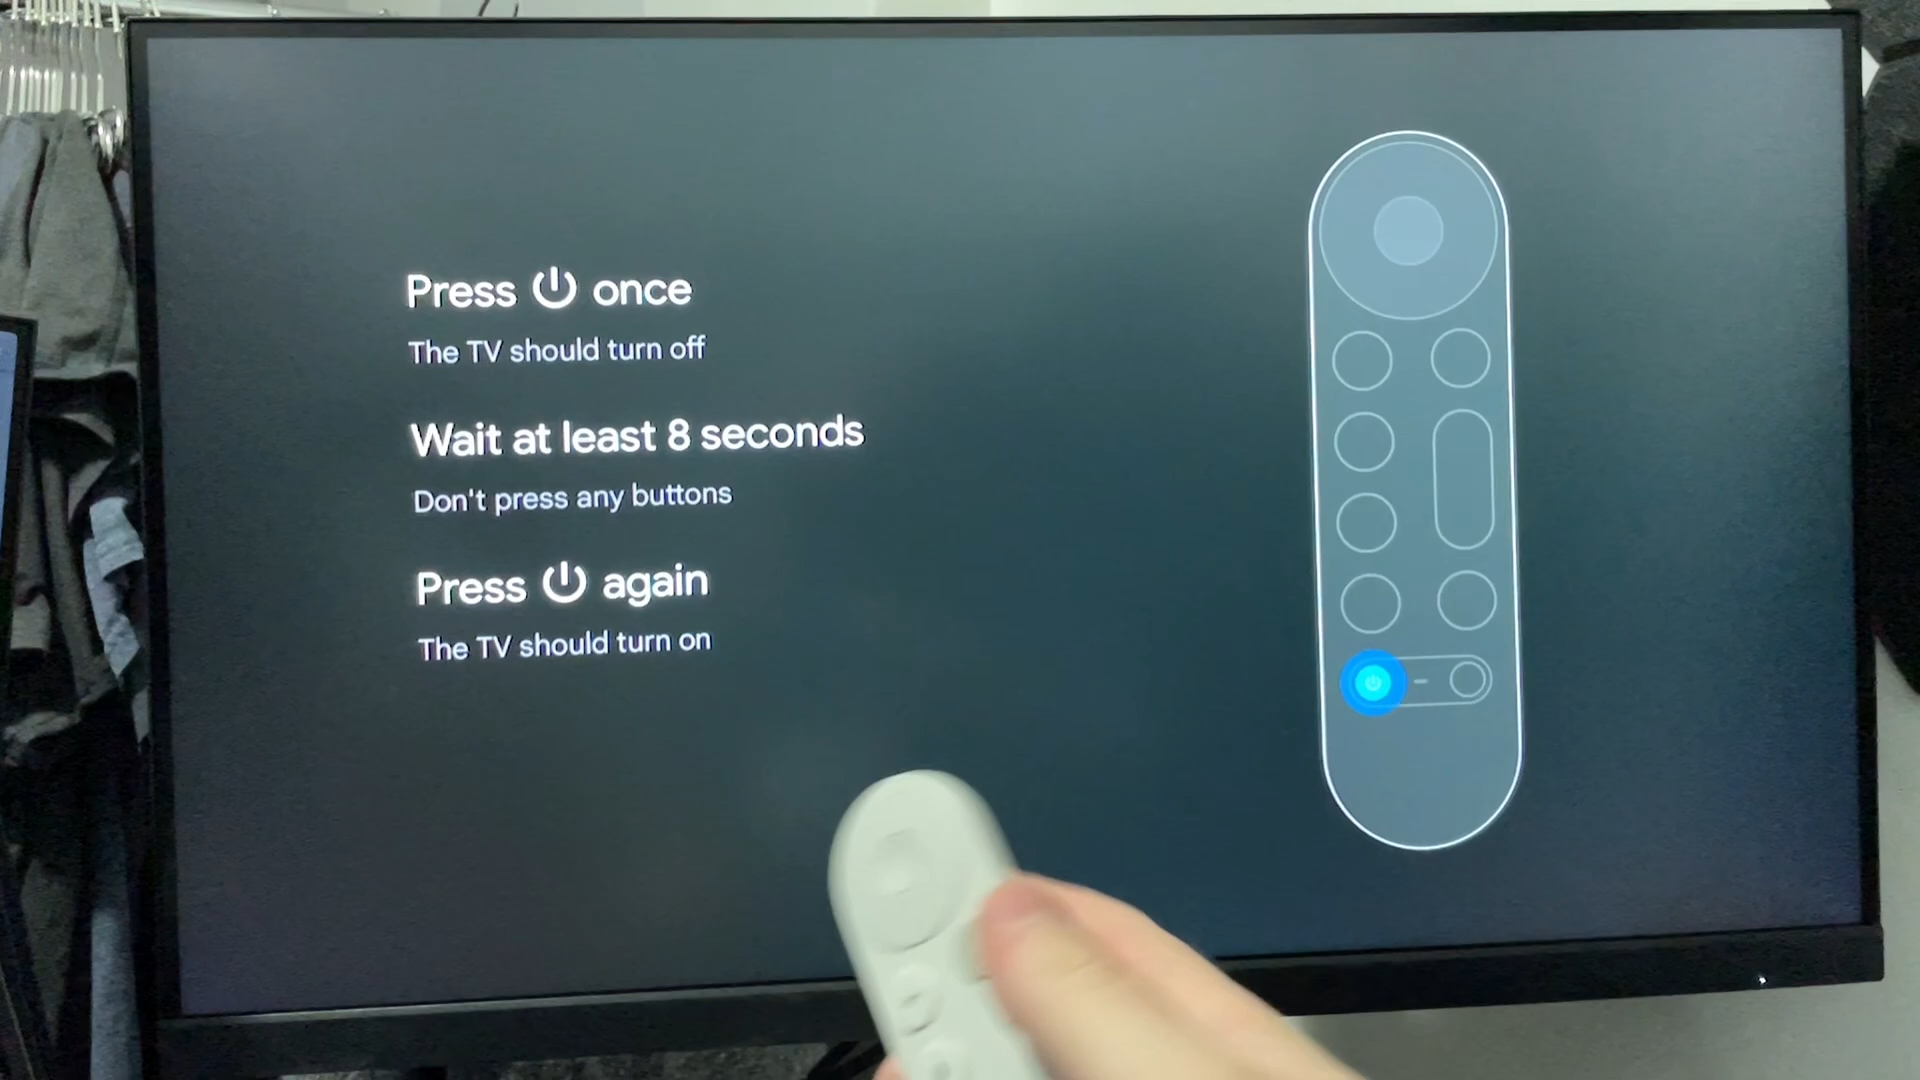 Press once
The TV should turn off
Wait at least 8 seconds
Don't press any buttons
Press again
The TV should turn on